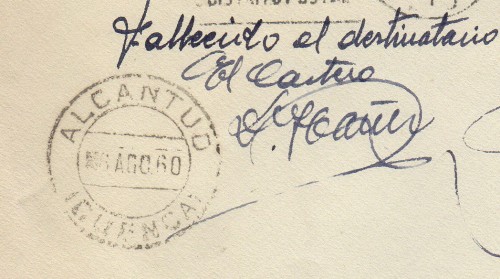 Fallecido el destinatario
El Cartero
ALCANTUD
AGO.60
(CUENCA)